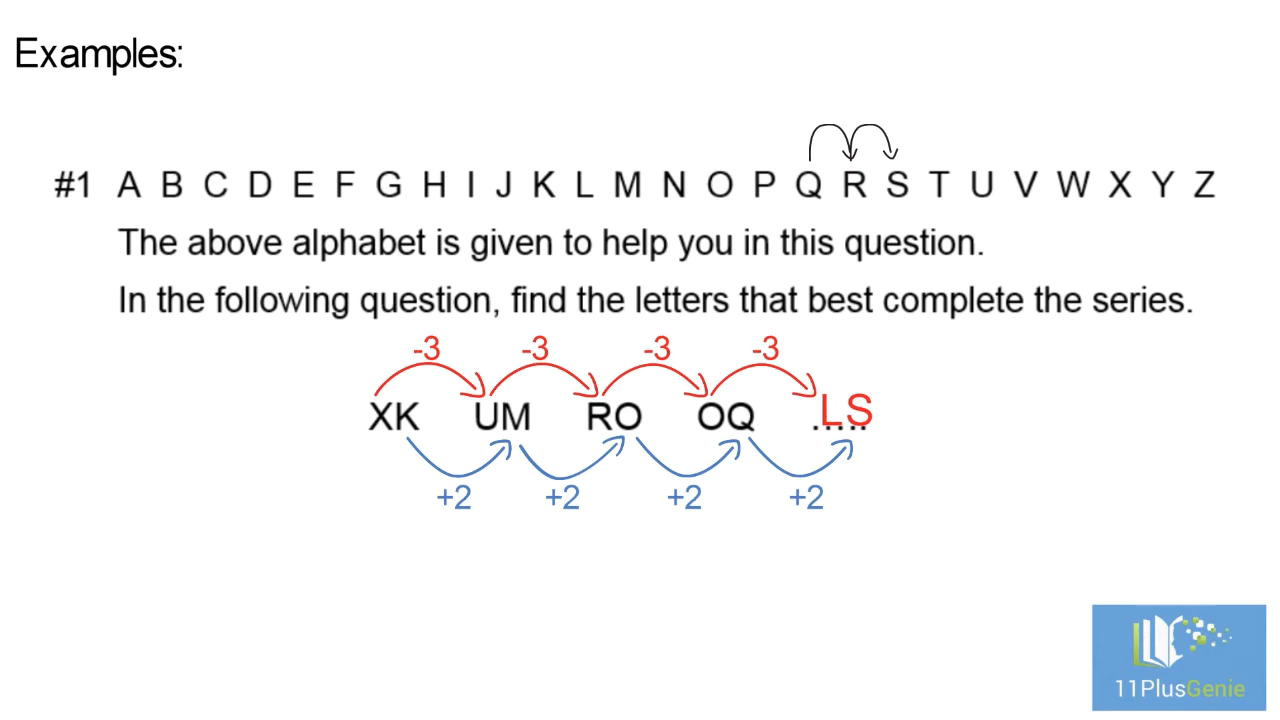 Examples:
#1 A B C D E F G H I J K L M N O P Q R S T U V W X Y Z
The above alphabet is given to help you in this question.
In the following question, find the letters that best complete the series.
-3 -3 -3 -3
XK UM RO OQ .....LS
+2 +2 +2 +2
11PlusGenie